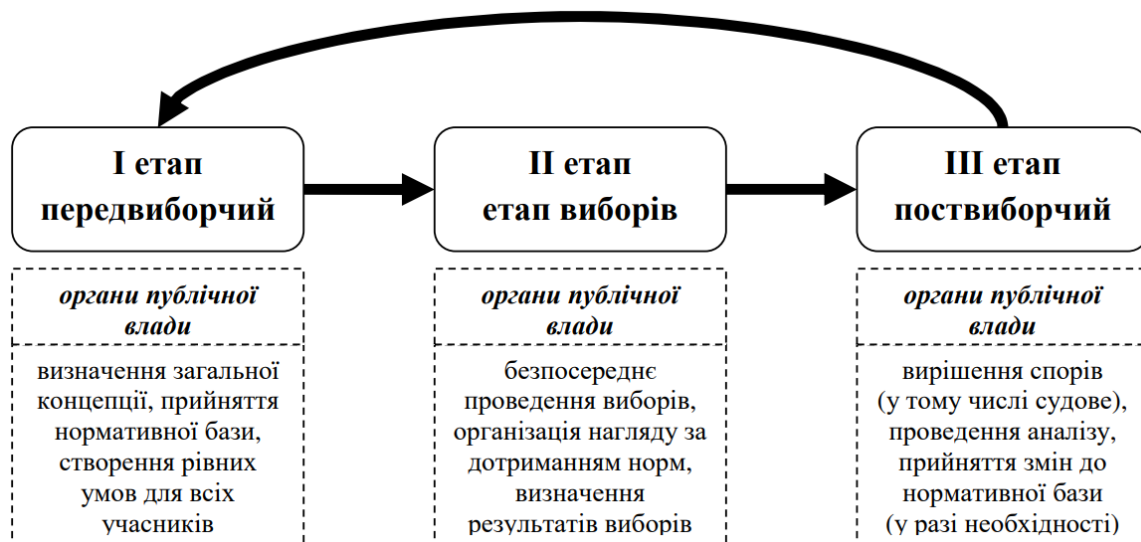 І етап
передвиборчий
ІІ етап
етап виборів
ІІІ етап
поствиборчий
органи публічної
влади
визначення загальної
концепції, прийняття
нормативної бази,
створення рівних
умов для всіх
учасників
органи публічної
влади
безпосереднє
проведення виборів,
організація нагляду за
дотриманням норм,
визначення
результатів виборів
органи публічної
влади
вирішення спорів
(у тому числі судове),
проведення аналізу,
прийняття змін до
нормативної бази
(у разі необхідності)